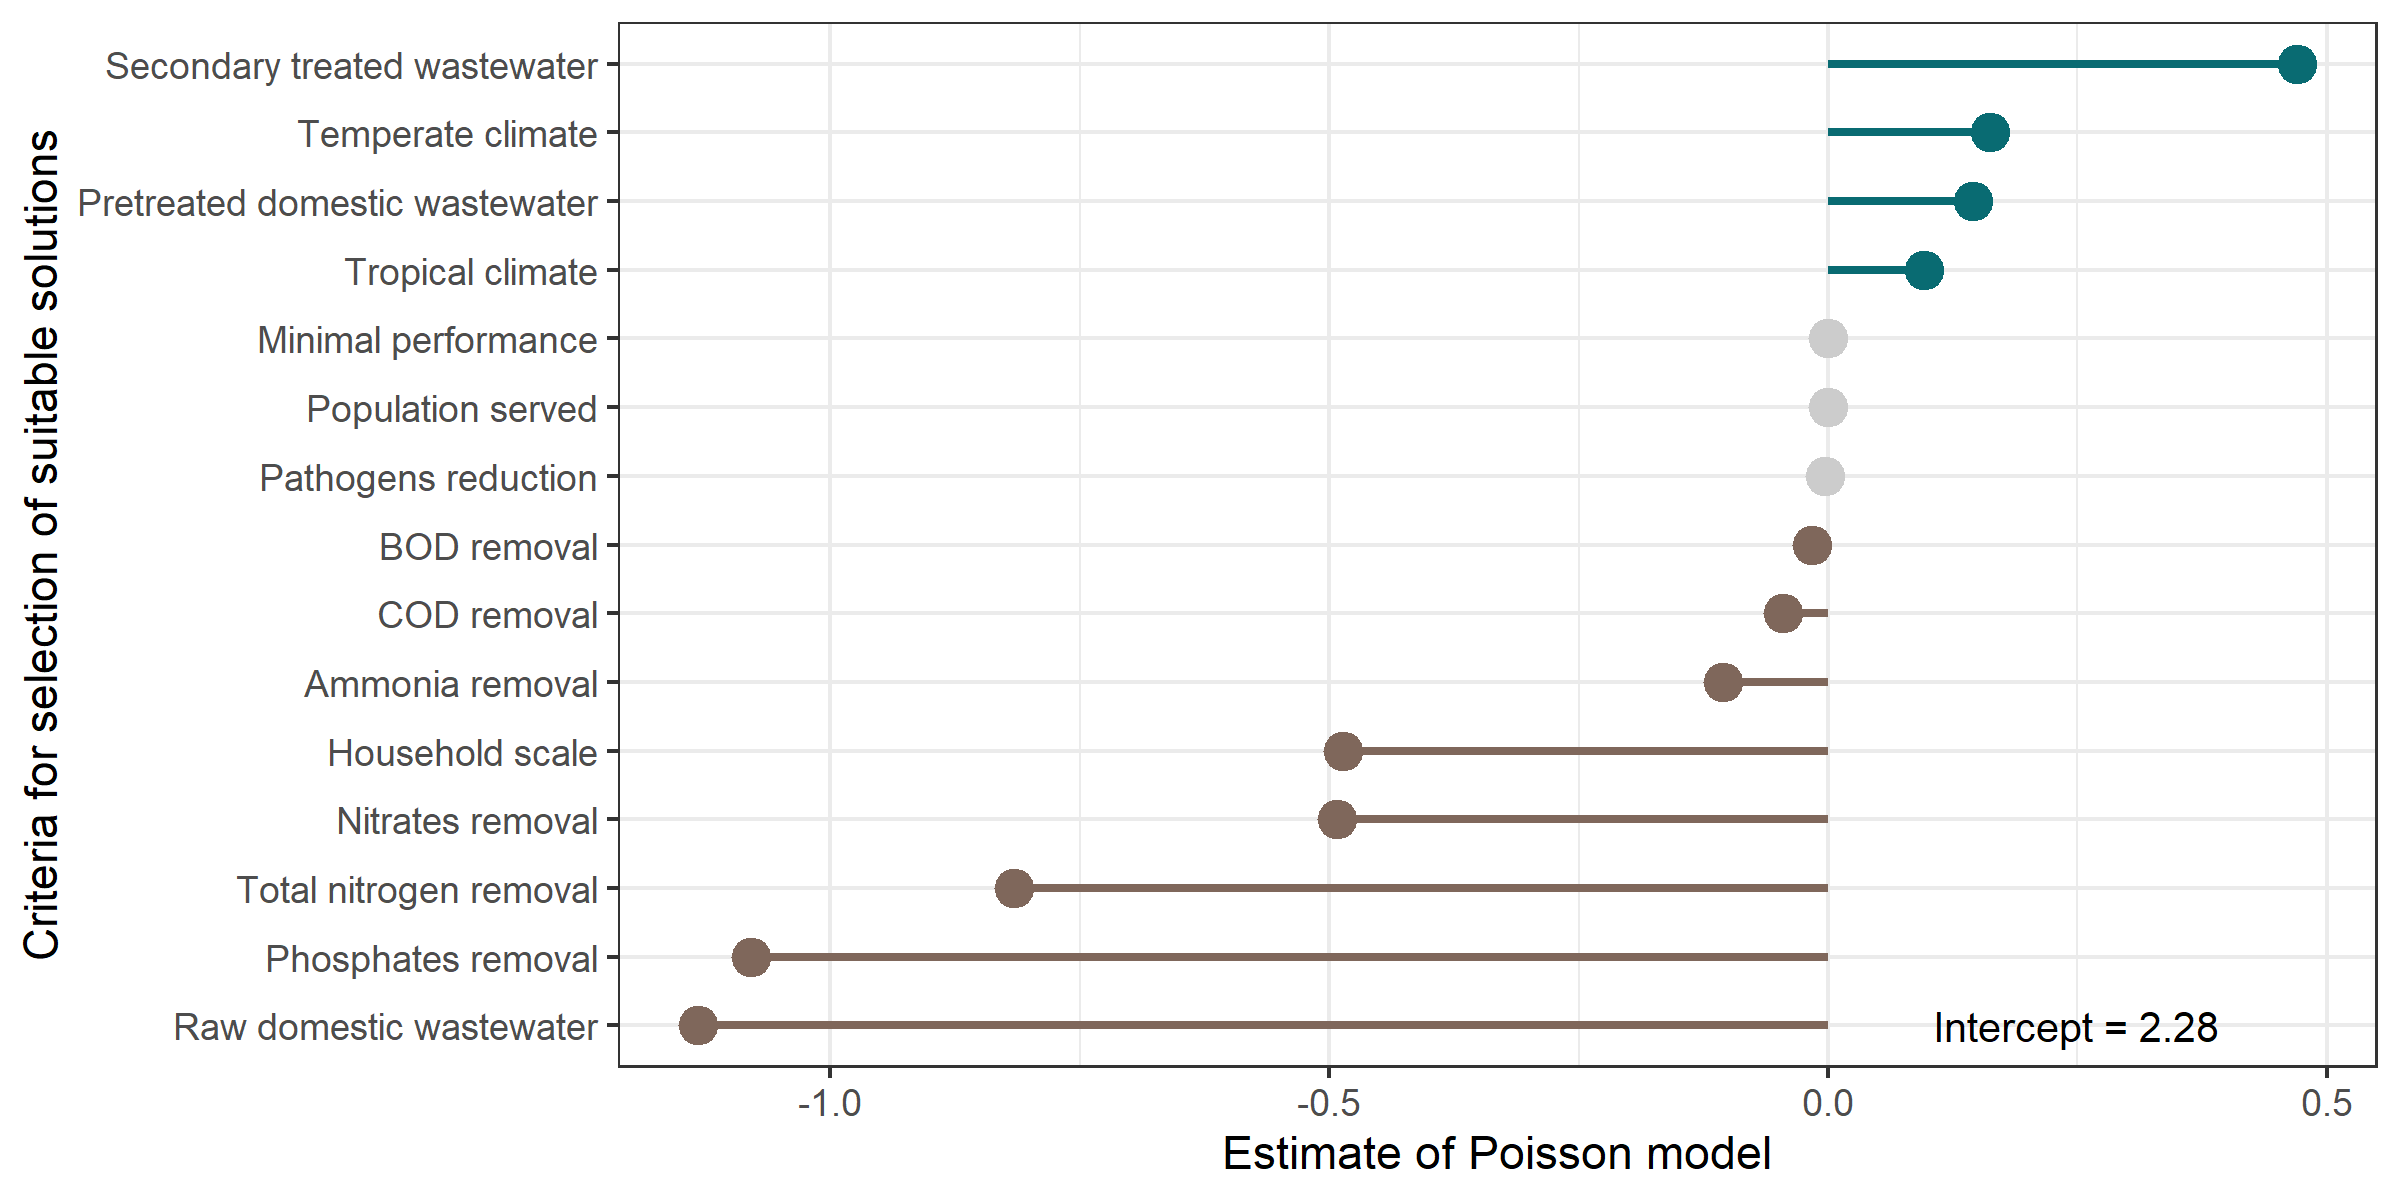 Criteria for selection of suitable solutions
Secondary treated wastewater
Temperate climate
Pretreated domestic wastewater
Tropical climate
Minimal performance
Population served
Pathogens reduction
BOD removal
COD removal
Ammonia removal
Household scale
Nitrates removal
Total nitrogen removal
Phosphates removal
Raw domestic wastewater
Intercept = 2.28
-1.0 -0.5 0.0 0.5
Estimate of Poisson model